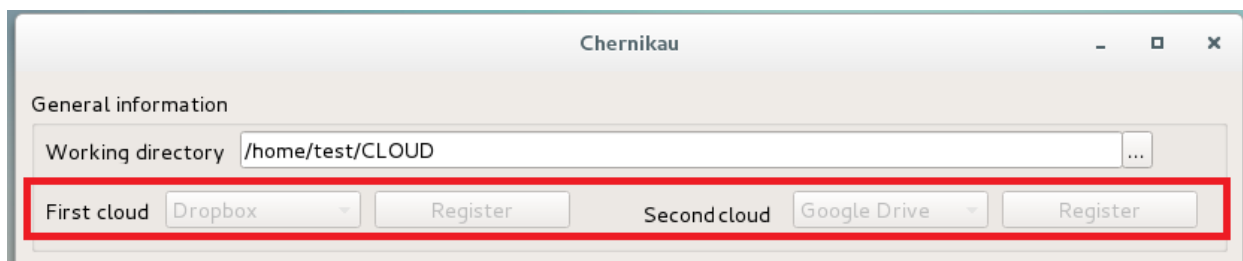 Chernikau
General information
Working directory /home/test/CLOUD ...
First cloud Dropbox Register Second cloud Google Drive Register